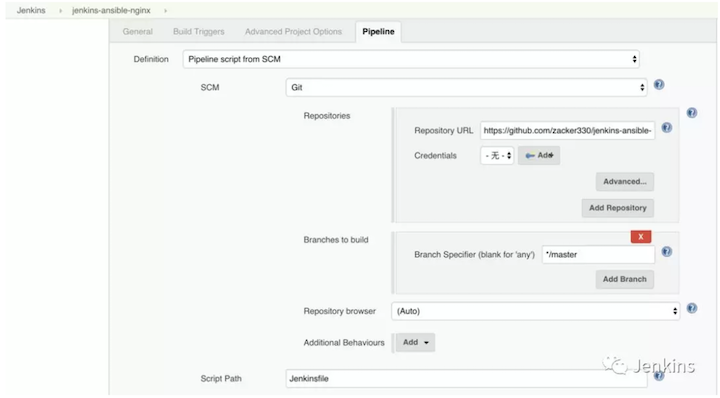 Jenkins › jenkins-ansible-nginx ›
General Build Triggers Advanced Project Options Pipeline
Definition Pipeline script from SCM
SCM Git
Repositories
Repository URL https://github.com/zacker330/jenkins-ansible-
Credentials - 无 - Add
Advanced...
Add Repository
X
Branches to build
Branch Specifier (blank for 'any') */master
Add Branch
Repository browser (Auto)
Additional Behaviours Add
Jenkins
Script Path Jenkinsfile